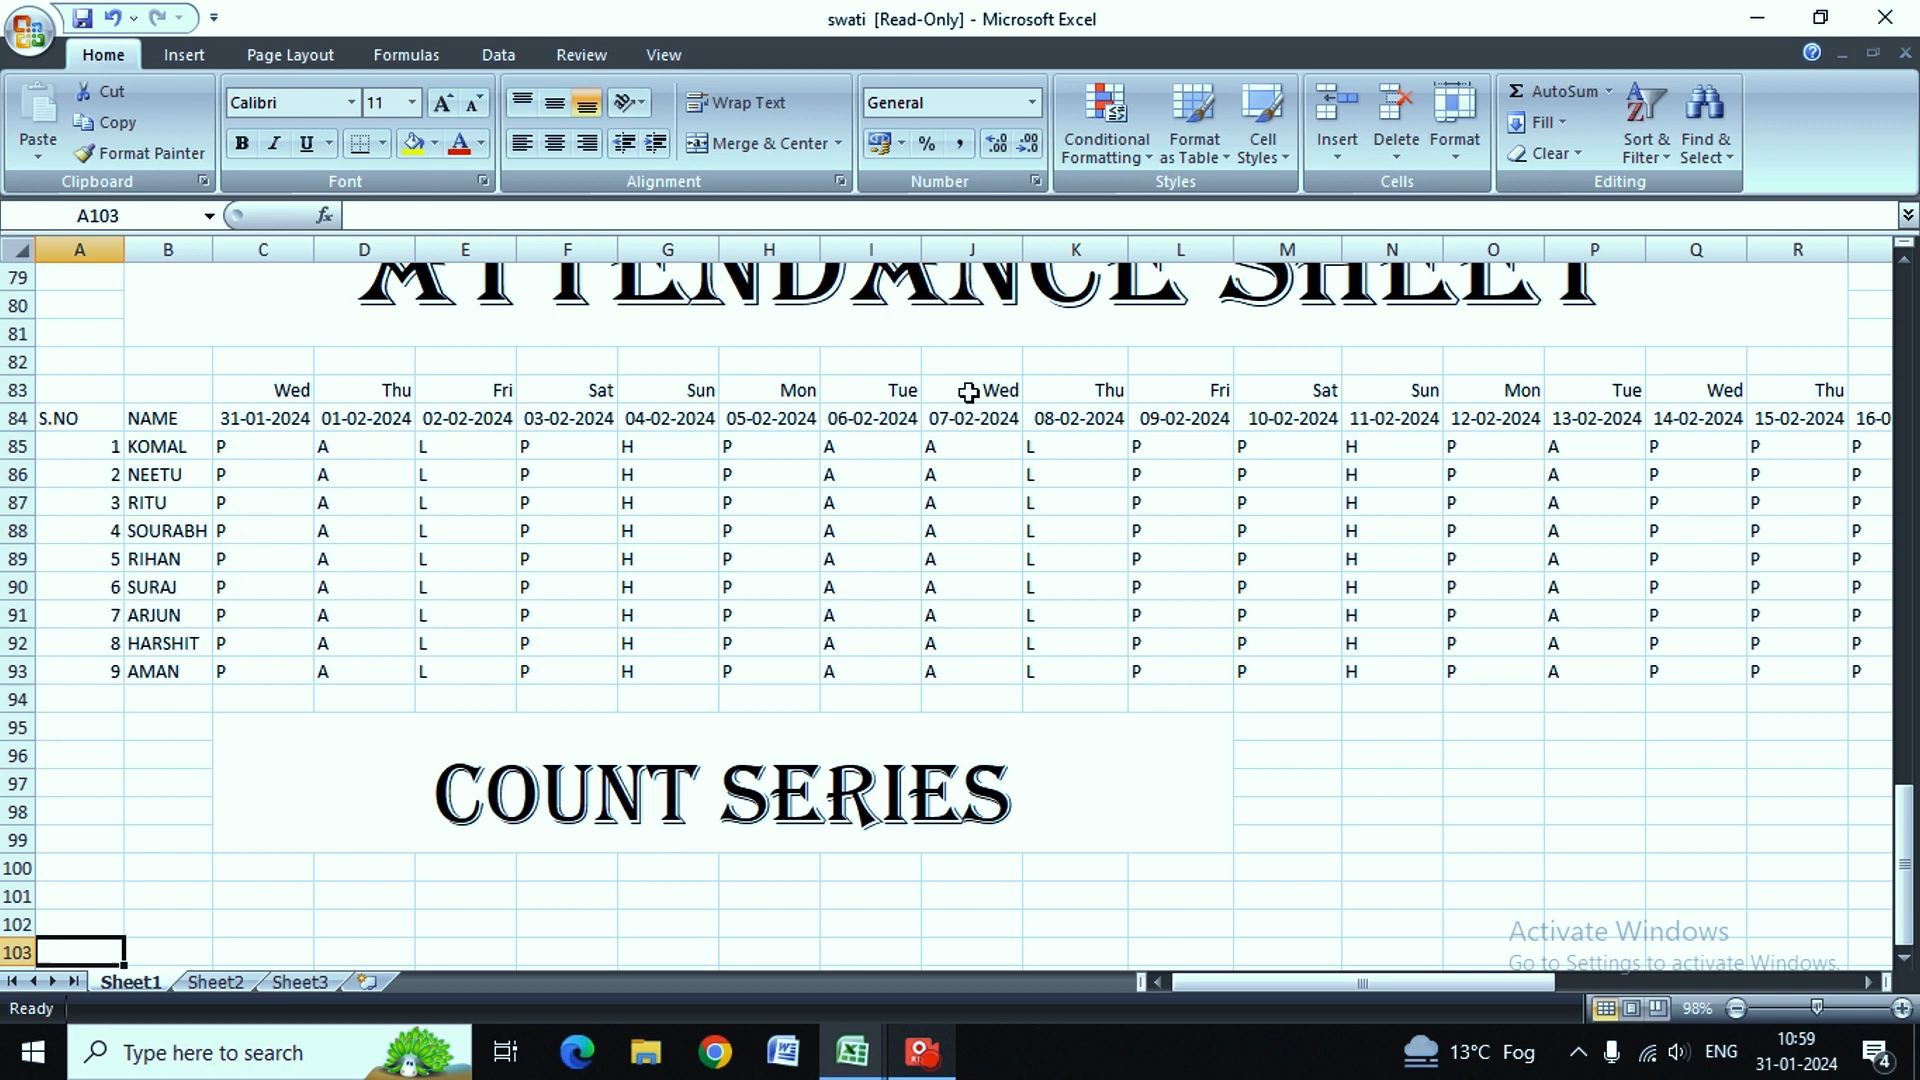 swati [Read-Only] - Microsoft Excel
Home Insert Page Layout Formulas Data Review View
Paste Cut Copy Format Painter Clipboard
Calibri 11 B I U Font
Wrap Text Merge & Center Alignment
General % , Number
Conditional Formatting Format as Table Cell Styles Styles
Insert Delete Format Cells
Σ AutoSum Fill Clear Sort & Filter Find & Select Editing
A103 fx
A B C D E F G H I J K L M N O P Q R
79
ATTENDANCE SHEET
80
81
82
83 Wed Thu Fri Sat Sun Mon Tue Wed Thu Fri Sat Sun Mon Tue Wed Thu
84 S.NO NAME 31-01-2024 01-02-2024 02-02-2024 03-02-2024 04-02-2024 05-02-2024 06-02-2024 07-02-2024 08-02-2024 09-02-2024 10-02-2024 11-02-2024 12-02-2024 13-02-2024 14-02-2024 15-02-2024 16-0
85 1 KOMAL P A L P H P A A L P P H P A P P P
86 2 NEETU P A L P H P A A L P P H P A P P P
87 3 RITU P A L P H P A A L P P H P A P P P
88 4 SOURABH P A L P H P A A L P P H P A P P P
89 5 RIHAN P A L P H P A A L P P H P A P P P
90 6 SURAJ P A L P H P A A L P P H P A P P P
91 7 ARJUN P A L P H P A A L P P H P A P P P
92 8 HARSHIT P A L P H P A A L P P H P A P P P
93 9 AMAN P A L P H P A A L P P H P A P P P
94
95
96
97
COUNT SERIES
98
99
100
101
102
Activate Windows
103
Go to Settings to activate Windows.
Sheet1 Sheet2 Sheet3
Ready 98%
Type here to search 13°C Fog ENG 10:59
31-01-2024 4